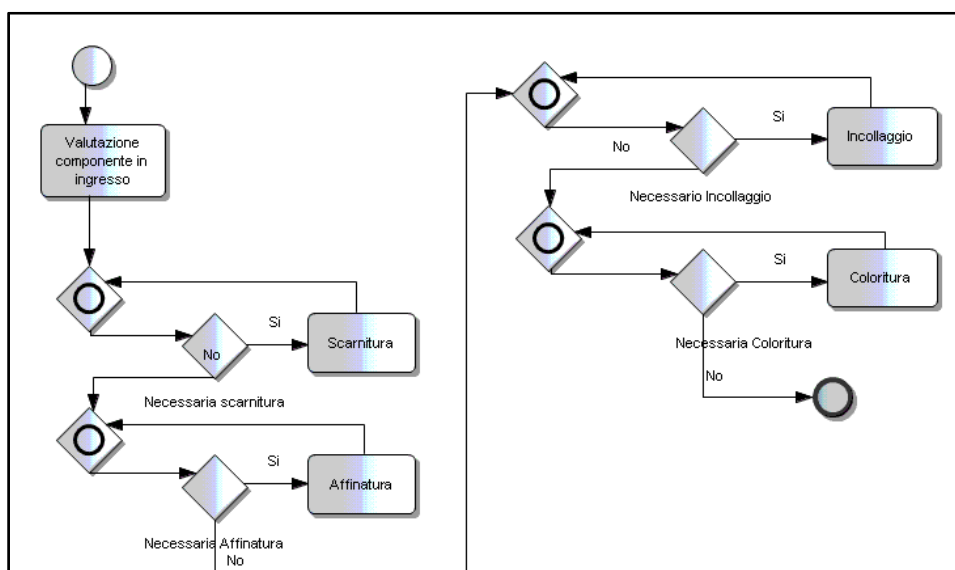 Valutazione
componente in
ingresso
Si
No
Scarnitura
Necessaria scarnitura
Si
Affinatura
Necessaria Affinatura
No
Si
No
Incollaggio
Necessario Incollaggio
Si
Coloritura
Necessaria Coloritura
No